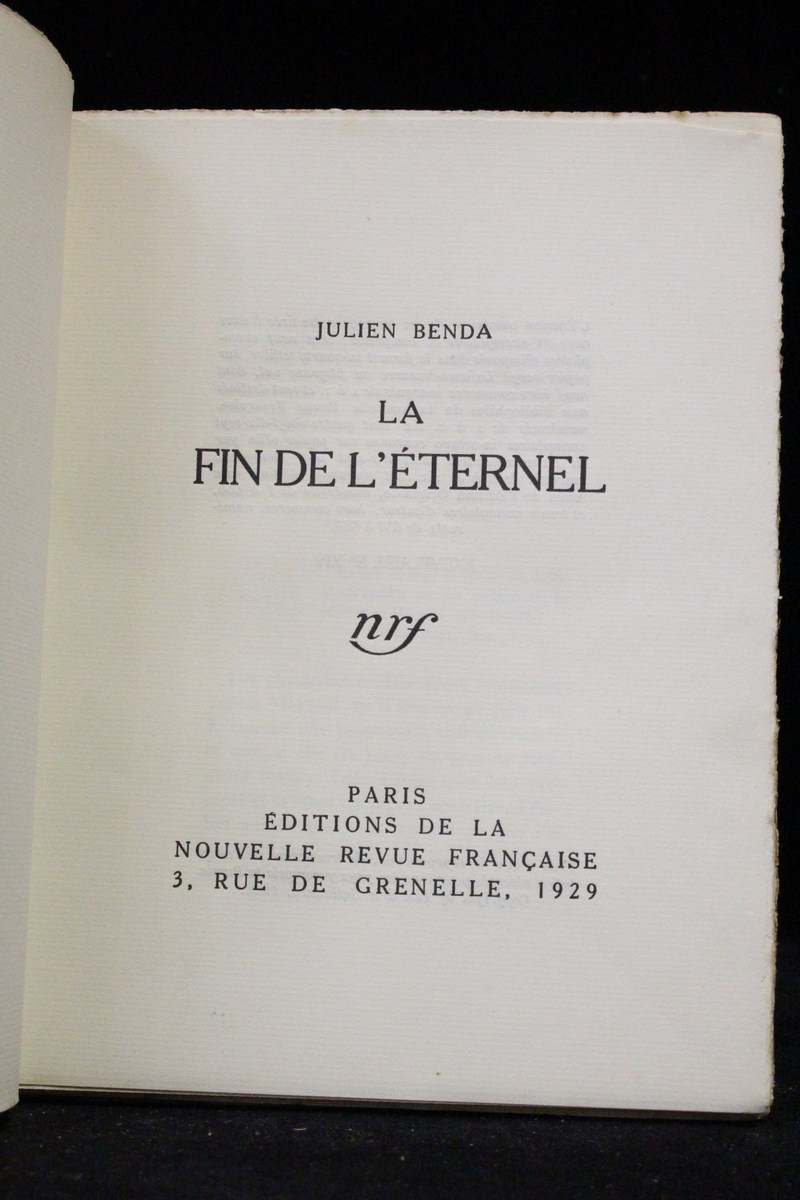 JULIEN BENDA
LA
FIN DE L'ÉTERNEL
nrf
PARIS
ÉDITIONS DE LA
NOUVELLE REVUE FRANÇAISE
3, RUE DE GRENELLE, 1929